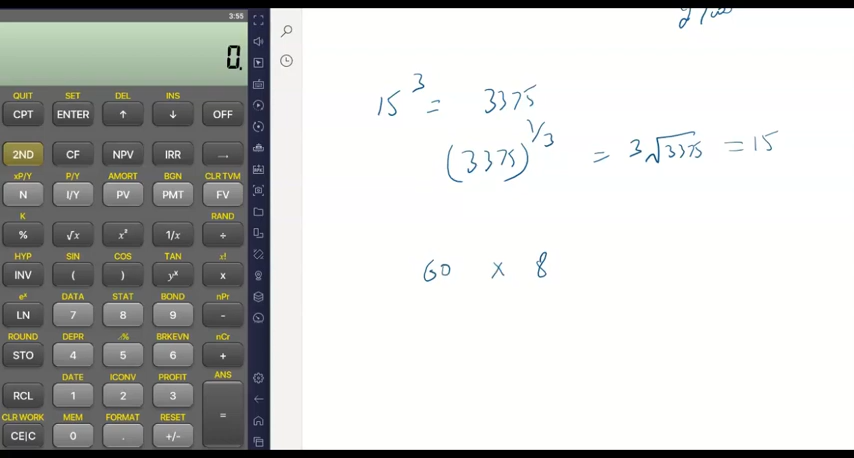 3:55
0.
QUIT SET DEL INS
CPT ENTER ↑ ↓ OFF
2ND CF NPV IRR →
xP/Y P/Y AMORT BGN CLR TVM
N I/Y PV PMT FV
K RAND
% √x x² 1/x ÷
HYP SIN COS TAN x!
INV ( ) yˣ x
eˣ DATA STAT BOND nPr
LN 7 8 9 -
ROUND DEPR Δ% BRKEVN nCr
STO 4 5 6 +
DATE ICONV PROFIT ANS
RCL 1 2 3 =
CLR WORK MEM FORMAT RESET
CE|C 0 . +/-
15³ = 3375
(3375)^1/3 = ³√3375 = 15
60 x 8